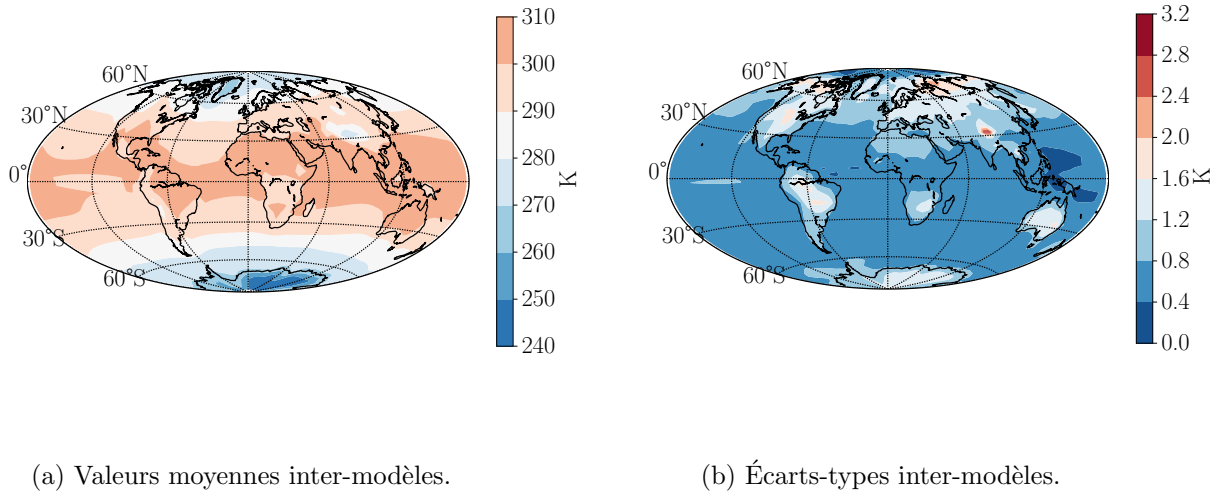 310
300
290
280
270
260
250
240
K
60°N
30°N
0°
30°S
60°S
3.2
2.8
2.4
2.0
1.6
1.2
0.8
0.4
0.0
K
60°N
30°N
0°
30°S
60°S
(a) Valeurs moyennes inter-modèles.
(b) Écarts-types inter-modèles.